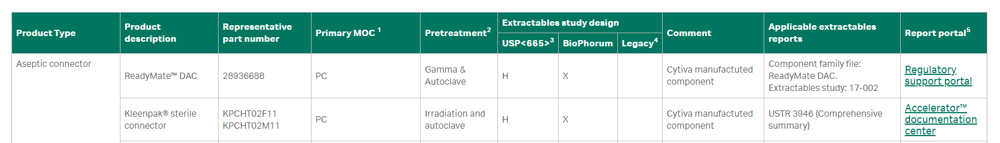 Product Type
Product
description
Representative
part number
Primary MOC 1
Pretreatment2
Extractables study design
USP<665>3
BioPhorum
Legacy4
Comment
Applicable extractables
reports
Report portal5
Aseptic connector
ReadyMate™ DAC
28936688
PC
Gamma &
Autoclave
H
X
Cytiva manufactuted
component
Component family file:
ReadyMate DAC.
Extractables study: 17-002
Regulatory
support portal
Kleenpak® sterile
connector
KPCHT02F11
KPCHT02M11
PC
Irradiation and
autoclave
H
X
Cytiva manufactuted
component
USTR 3946 (Comprehensive
summary)
Accelerator™
documentation
center